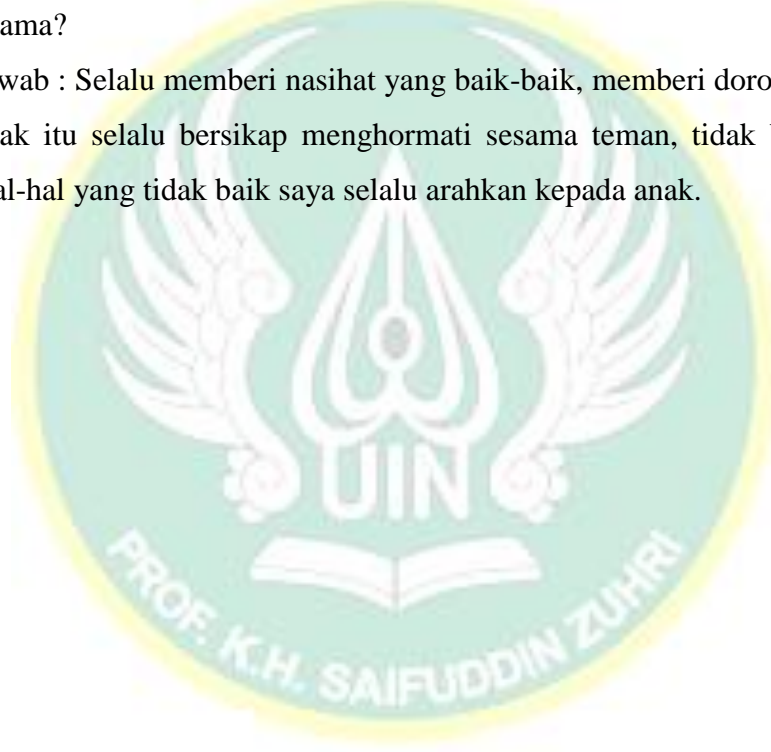 ama?
wab : Selalu memberi nasihat yang baik-baik, memberi doro
ak itu selalu bersikap menghormati sesama teman, tidak
al-hal yang tidak baik saya selalu arahkan kepada anak.
UIN
PROF. K.H. SAIFUDDIN ZUHRI